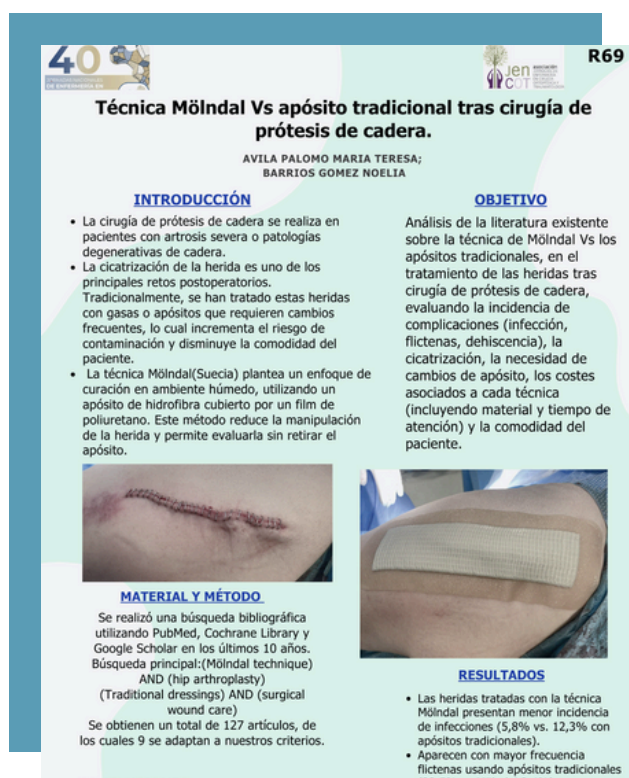 40
JORNADAS NACIONALES
DE ENFERMERÍA EN
Jen
COT
asociación
R69
Técnica Mölndal Vs apósito tradicional tras cirugía de
prótesis de cadera.
AVILA PALOMO MARIA TERESA;
BARRIOS GOMEZ NOELIA
INTRODUCCIÓN
• La cirugía de prótesis de cadera se realiza en
pacientes con artrosis severa o patologías
degenerativas de cadera.
• La cicatrización de la herida es uno de los
principales retos postoperatorios.
Tradicionalmente, se han tratado estas heridas
con gasas o apósitos que requieren cambios
frecuentes, lo cual incrementa el riesgo de
contaminación y disminuye la comodidad del
paciente.
• La técnica Mölndal(Suecia) plantea un enfoque de
curación en ambiente húmedo, utilizando un
apósito de hidrofibra cubierto por un film de
poliuretano. Este método reduce la manipulación
de la herida y permite evaluarla sin retirar el
apósito.
OBJETIVO
Análisis de la literatura existente
sobre la técnica de Mölndal Vs los
apósitos tradicionales, en el
tratamiento de las heridas tras
cirugía de prótesis de cadera,
evaluando la incidencia de
complicaciones (infección,
flictenas, dehiscencia), la
cicatrización, la necesidad de
cambios de apósito, los costes
asociados a cada técnica
(incluyendo material y tiempo de
atención) y la comodidad del
paciente.
MATERIAL Y MÉTODO
Se realizó una búsqueda bibliográfica
utilizando PubMed, Cochrane Library y
Google Scholar en los últimos 10 años.
Búsqueda principal:(Mölndal technique)
AND (hip arthroplasty)
(Traditional dressings) AND (surgical
wound care)
Se obtienen un total de 127 artículos, de
los cuales 9 se adaptan a nuestros criterios.
RESULTADOS
• Las heridas tratadas con la técnica
Mölndal presentan menor incidencia
de infecciones (5,8% vs. 12,3% con
apósitos tradicionales).
• Aparecen con mayor frecuencia
flictenas usando apósitos tradicionales